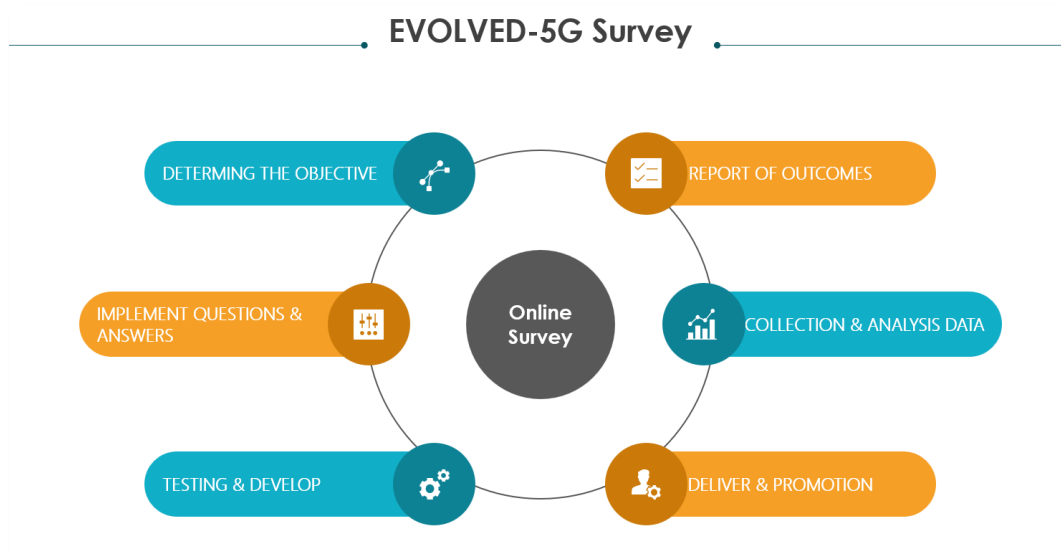 EVOLVED-5G Survey
DETERMING THE OBJECTIVE
REPORT OF OUTCOMES
IMPLEMENT QUESTIONS &
ANSWERS
Online
Survey
COLLECTION & ANALYSIS DATA
TESTING & DEVELOP
DELIVER & PROMOTION